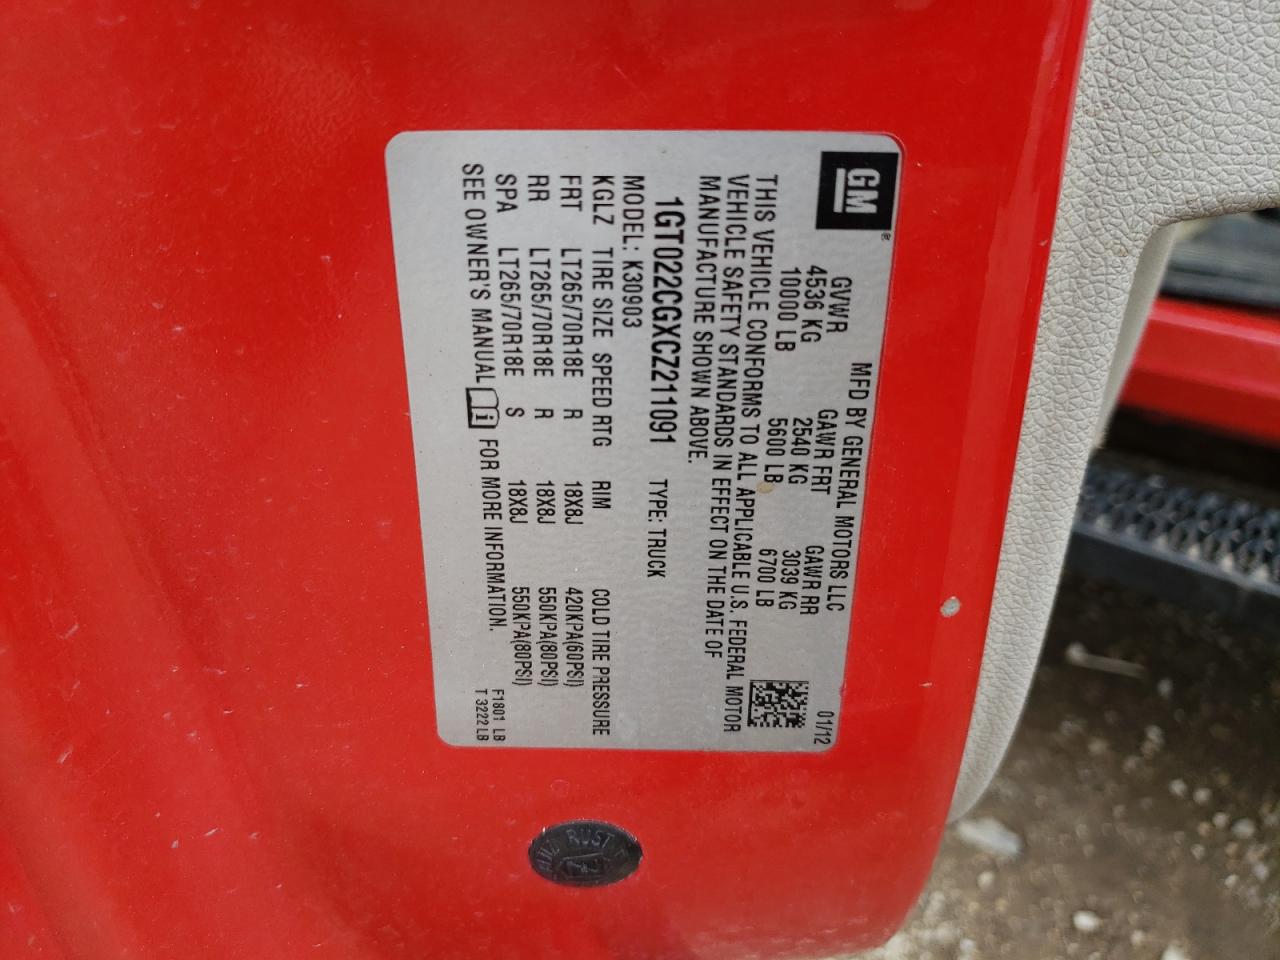 GM®
MFD BY GENERAL MOTORS LLC
01/12
GVWR GAWR FRT GAWR RR
4536 KG 2540 KG 3039 KG
10000 LB 5600 LB 6700 LB
THIS VEHICLE CONFORMS TO ALL APPLICABLE U.S. FEDERAL MOTOR
VEHICLE SAFETY STANDARDS IN EFFECT ON THE DATE OF
MANUFACTURE SHOWN ABOVE.
1GT022CGXCZ211091 TYPE: TRUCK
MODEL: K30903
KGLZ TIRE SIZE SPEED RTG RIM COLD TIRE PRESSURE
FRT LT265/70R18E R 18X8J 420KPA(60PSI)
RR LT265/70R18E R 18X8J 550KPA(80PSI)
SPA LT265/70R18E S 18X8J 550KPA(80PSI)
SEE OWNER'S MANUAL FOR MORE INFORMATION.
F1801 LB
T 3222 LB
RUST